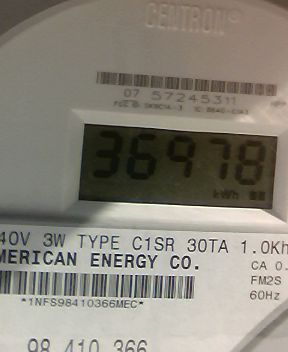 CENTRON®
07 57245311
36978
kWh
40V 3W TYPE C1SR 30TA 1.0Kh
MERICAN ENERGY CO.
CA 0.
FM2S
60Hz
*1NFS98410366MEC*
98 410 366